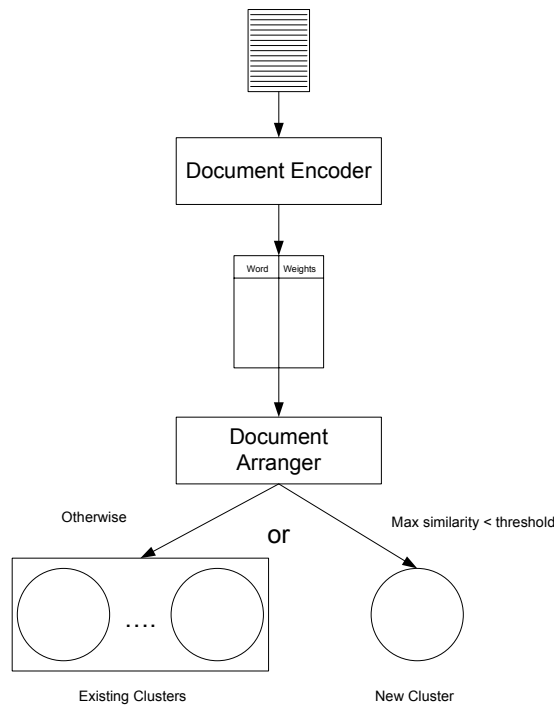 Document Encoder
Word Weights
Document
Arranger
Otherwise
or
Max similarity < threshold
....
Existing Clusters
New Cluster